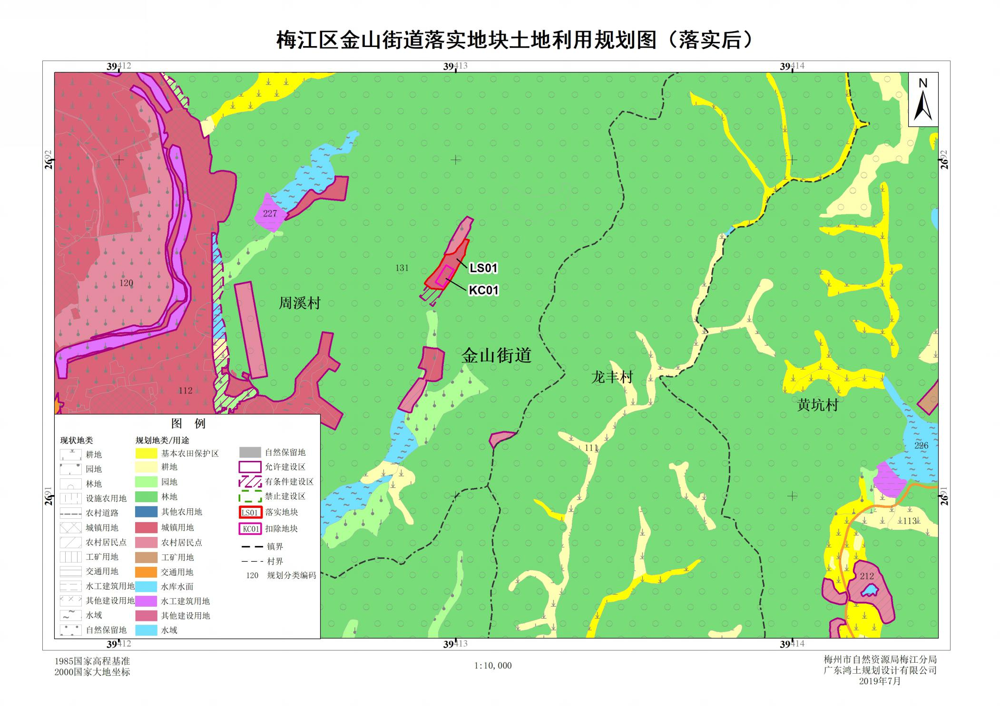 梅江区金山街道落实地块土地利用规划图（落实后）
39412
39413
39414
N
2692
2692
227
131
LS01
KC01
120
周溪村
金山街道
龙丰村
112
黄坑村
111
226
113
212
2691
2691
图 例
现状地类
耕地
园地
林地
设施农用地
农村道路
城镇用地
农村居民点
工矿用地
交通用地
水工建筑用地
其他建设用地
水域
自然保留地
规划地类/用途
基本农田保护区
耕地
园地
林地
其他农用地
城镇用地
农村居民点
工矿用地
交通用地
水库水面
水工建筑用地
其他建设用地
水域
自然保留地
允许建设区
有条件建设区
禁止建设区
LS01 落实地块
KC01 扣除地块
镇界
村界
120 规划分类编码
39412
39413
39414
1985国家高程基准
2000国家大地坐标
1:10,000
梅州市自然资源局梅江分局
广东鸿土规划设计有限公司
2019年7月